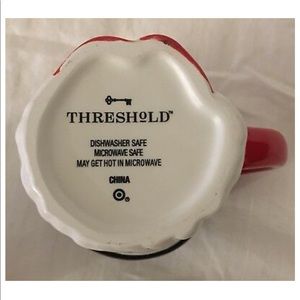 THRESHOLD™
DISHWASHER SAFE
MICROWAVE SAFE
MAY GET HOT IN MICROWAVE
CHINA
®